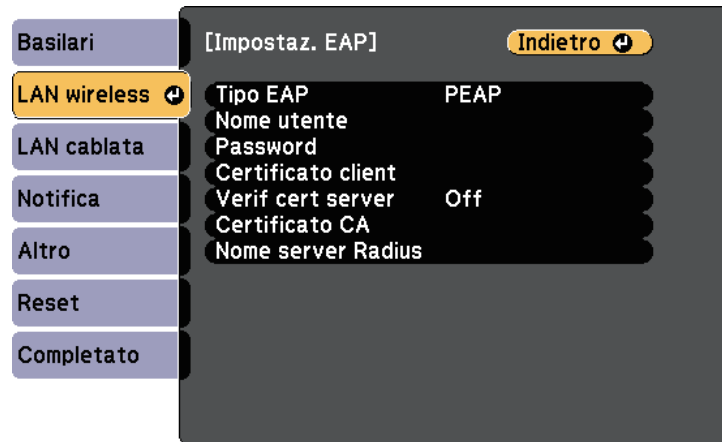 Basilari
LAN wireless
LAN cablata
Notifica
Altro
Reset
Completato
[Impostaz. EAP]
Indietro
Tipo EAP PEAP
Nome utente
Password
Certificato client
Verif cert server Off
Certificato CA
Nome server Radius